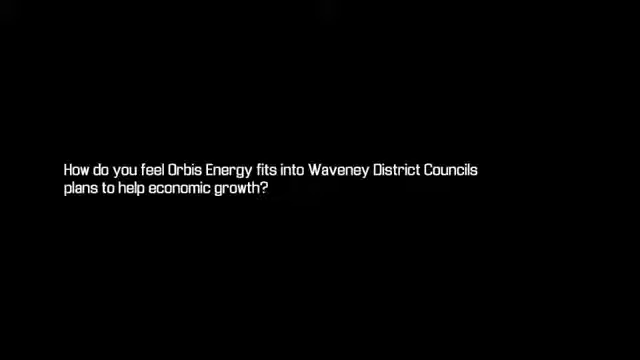 How do you feel Orbis Energy fits into Waveney District Councils
plans to help economic growth?